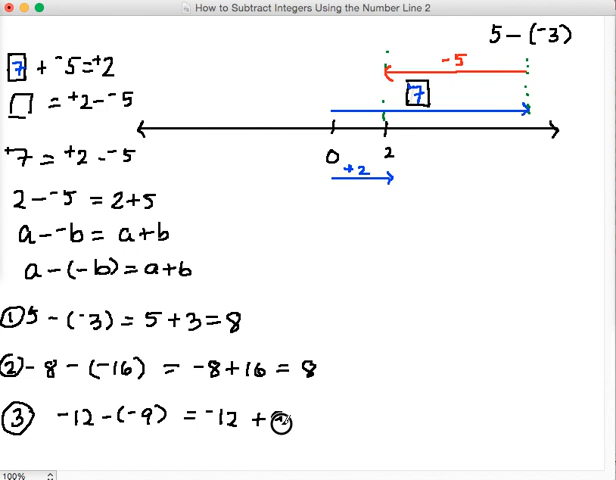 How to Subtract Integers Using the Number Line 2
5 - (-3)
7 + ⁻5 = ⁺2
□ = ⁺2 - ⁻5
⁺7 = ⁺2 - ⁻5
2 - ⁻5 = 2 + 5
a - ⁻b = a + b
a - (-b) = a + b
-5
7
0 2
+2
① 5 - (⁻3) = 5 + 3 = 8
② - 8 - (-16) = -8 + 16 = 8
③ -12 - (-9) = ⁻12 +
100%